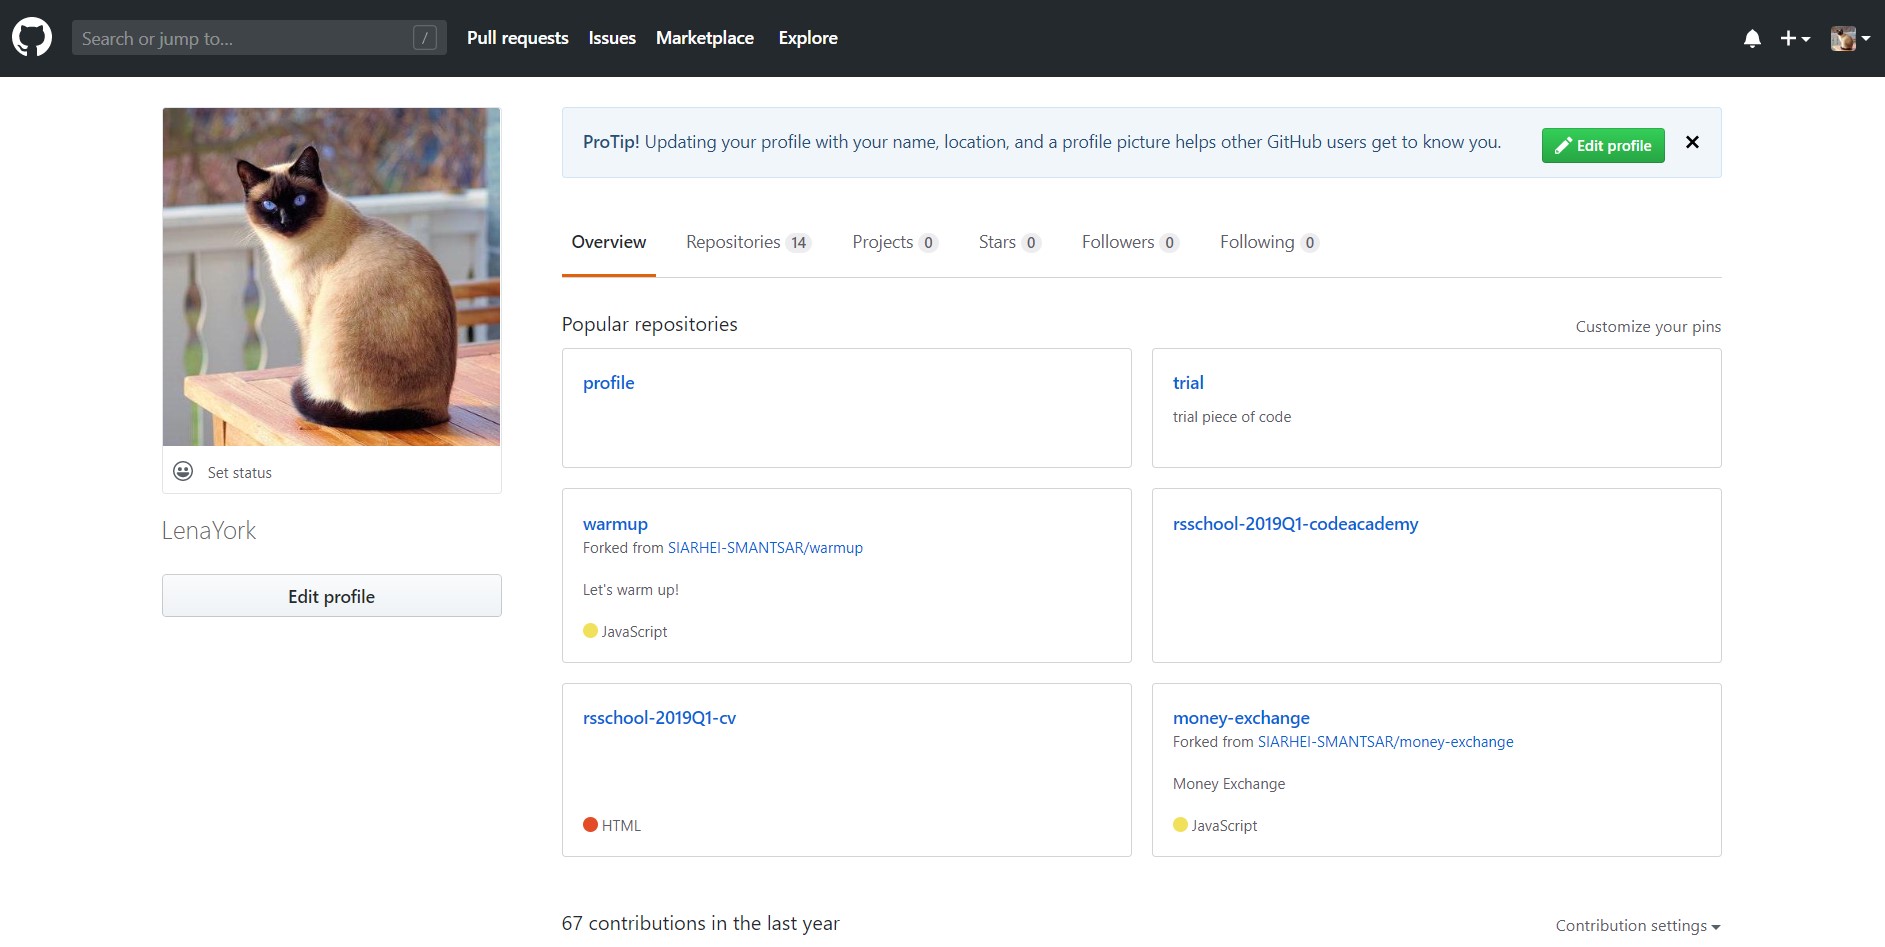 Search or jump to... /
Pull requests Issues Marketplace Explore
ProTip! Updating your profile with your name, location, and a profile picture helps other GitHub users get to know you.
Edit profile
Set status
LenaYork
Edit profile
Overview Repositories 14 Projects 0 Stars 0 Followers 0 Following 0
Popular repositories
Customize your pins
profile
trial
trial piece of code
warmup
Forked from SIARHEI-SMANTSAR/warmup
Let's warm up!
JavaScript
rsschool-2019Q1-codeacademy
rsschool-2019Q1-cv
HTML
money-exchange
Forked from SIARHEI-SMANTSAR/money-exchange
Money Exchange
JavaScript
67 contributions in the last year
Contribution settings